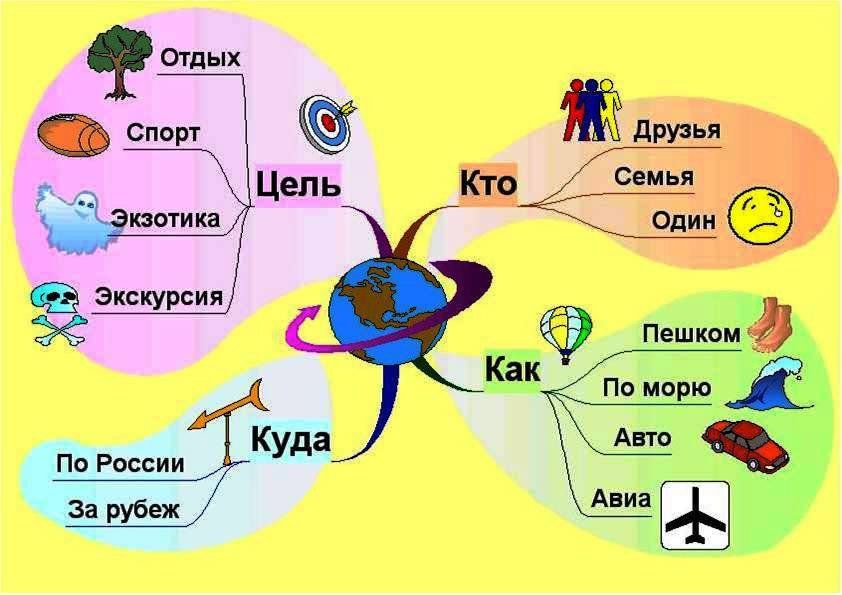 Цель
Отдых
Спорт
Экзотика
Экскурсия
Кто
Друзья
Семья
Один
Как
Пешком
По морю
Авто
Авиа
Куда
По России
За рубеж